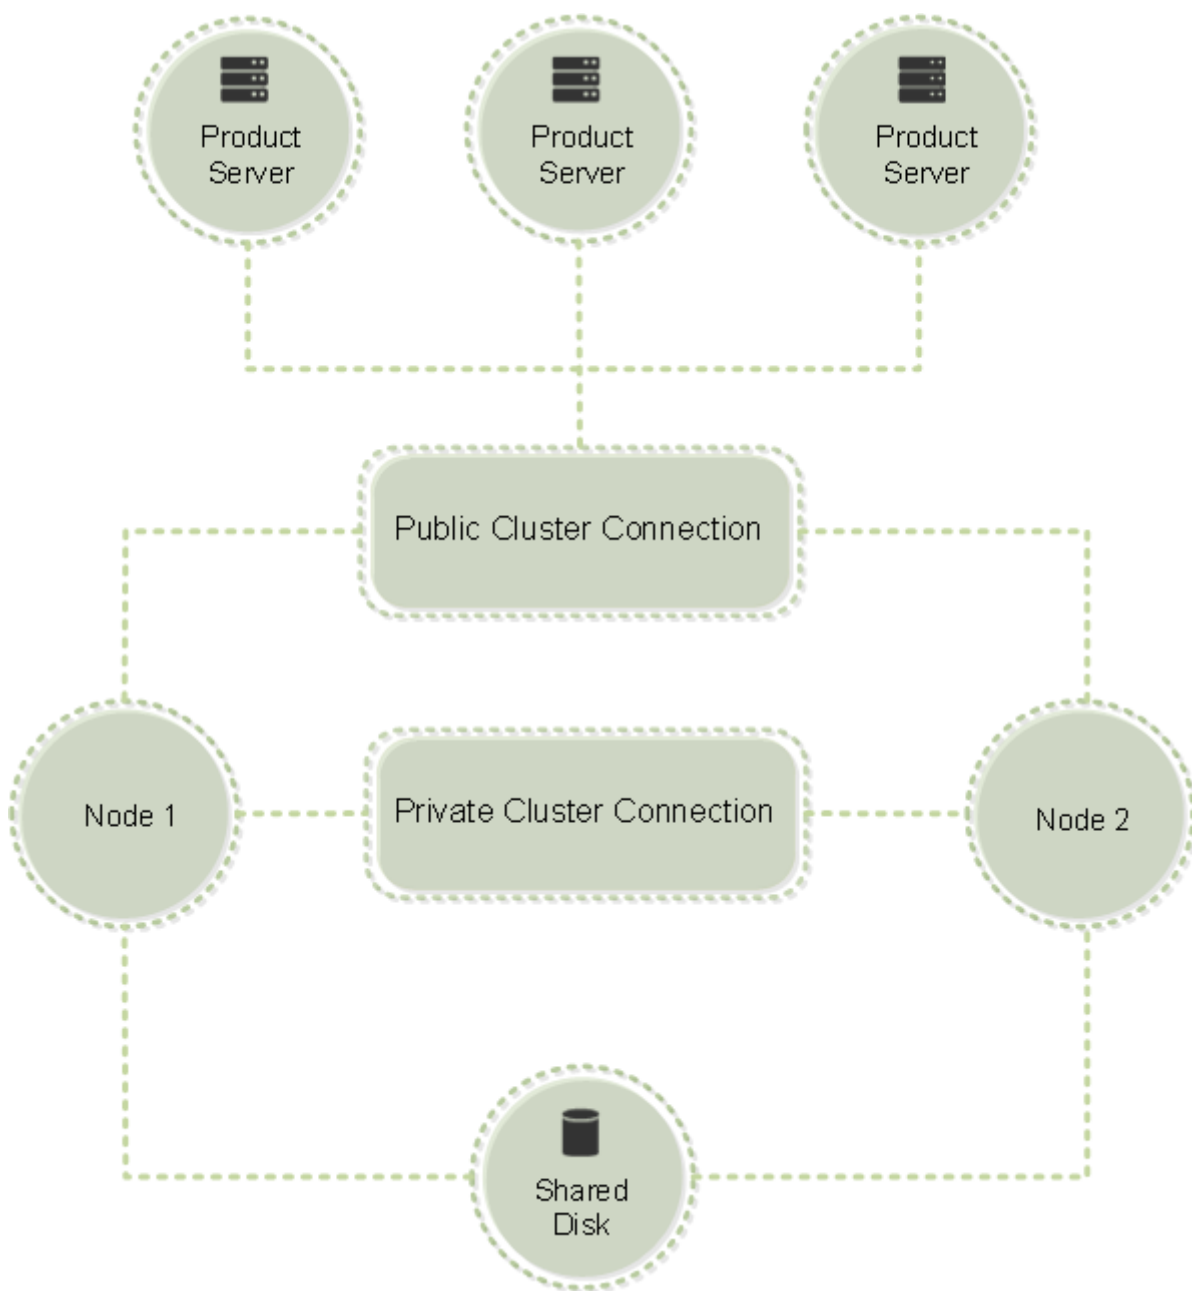 Product
Server
Product
Server
Product
Server
Public Cluster Connection
Node 1
Private Cluster Connection
Node 2
Shared
Disk